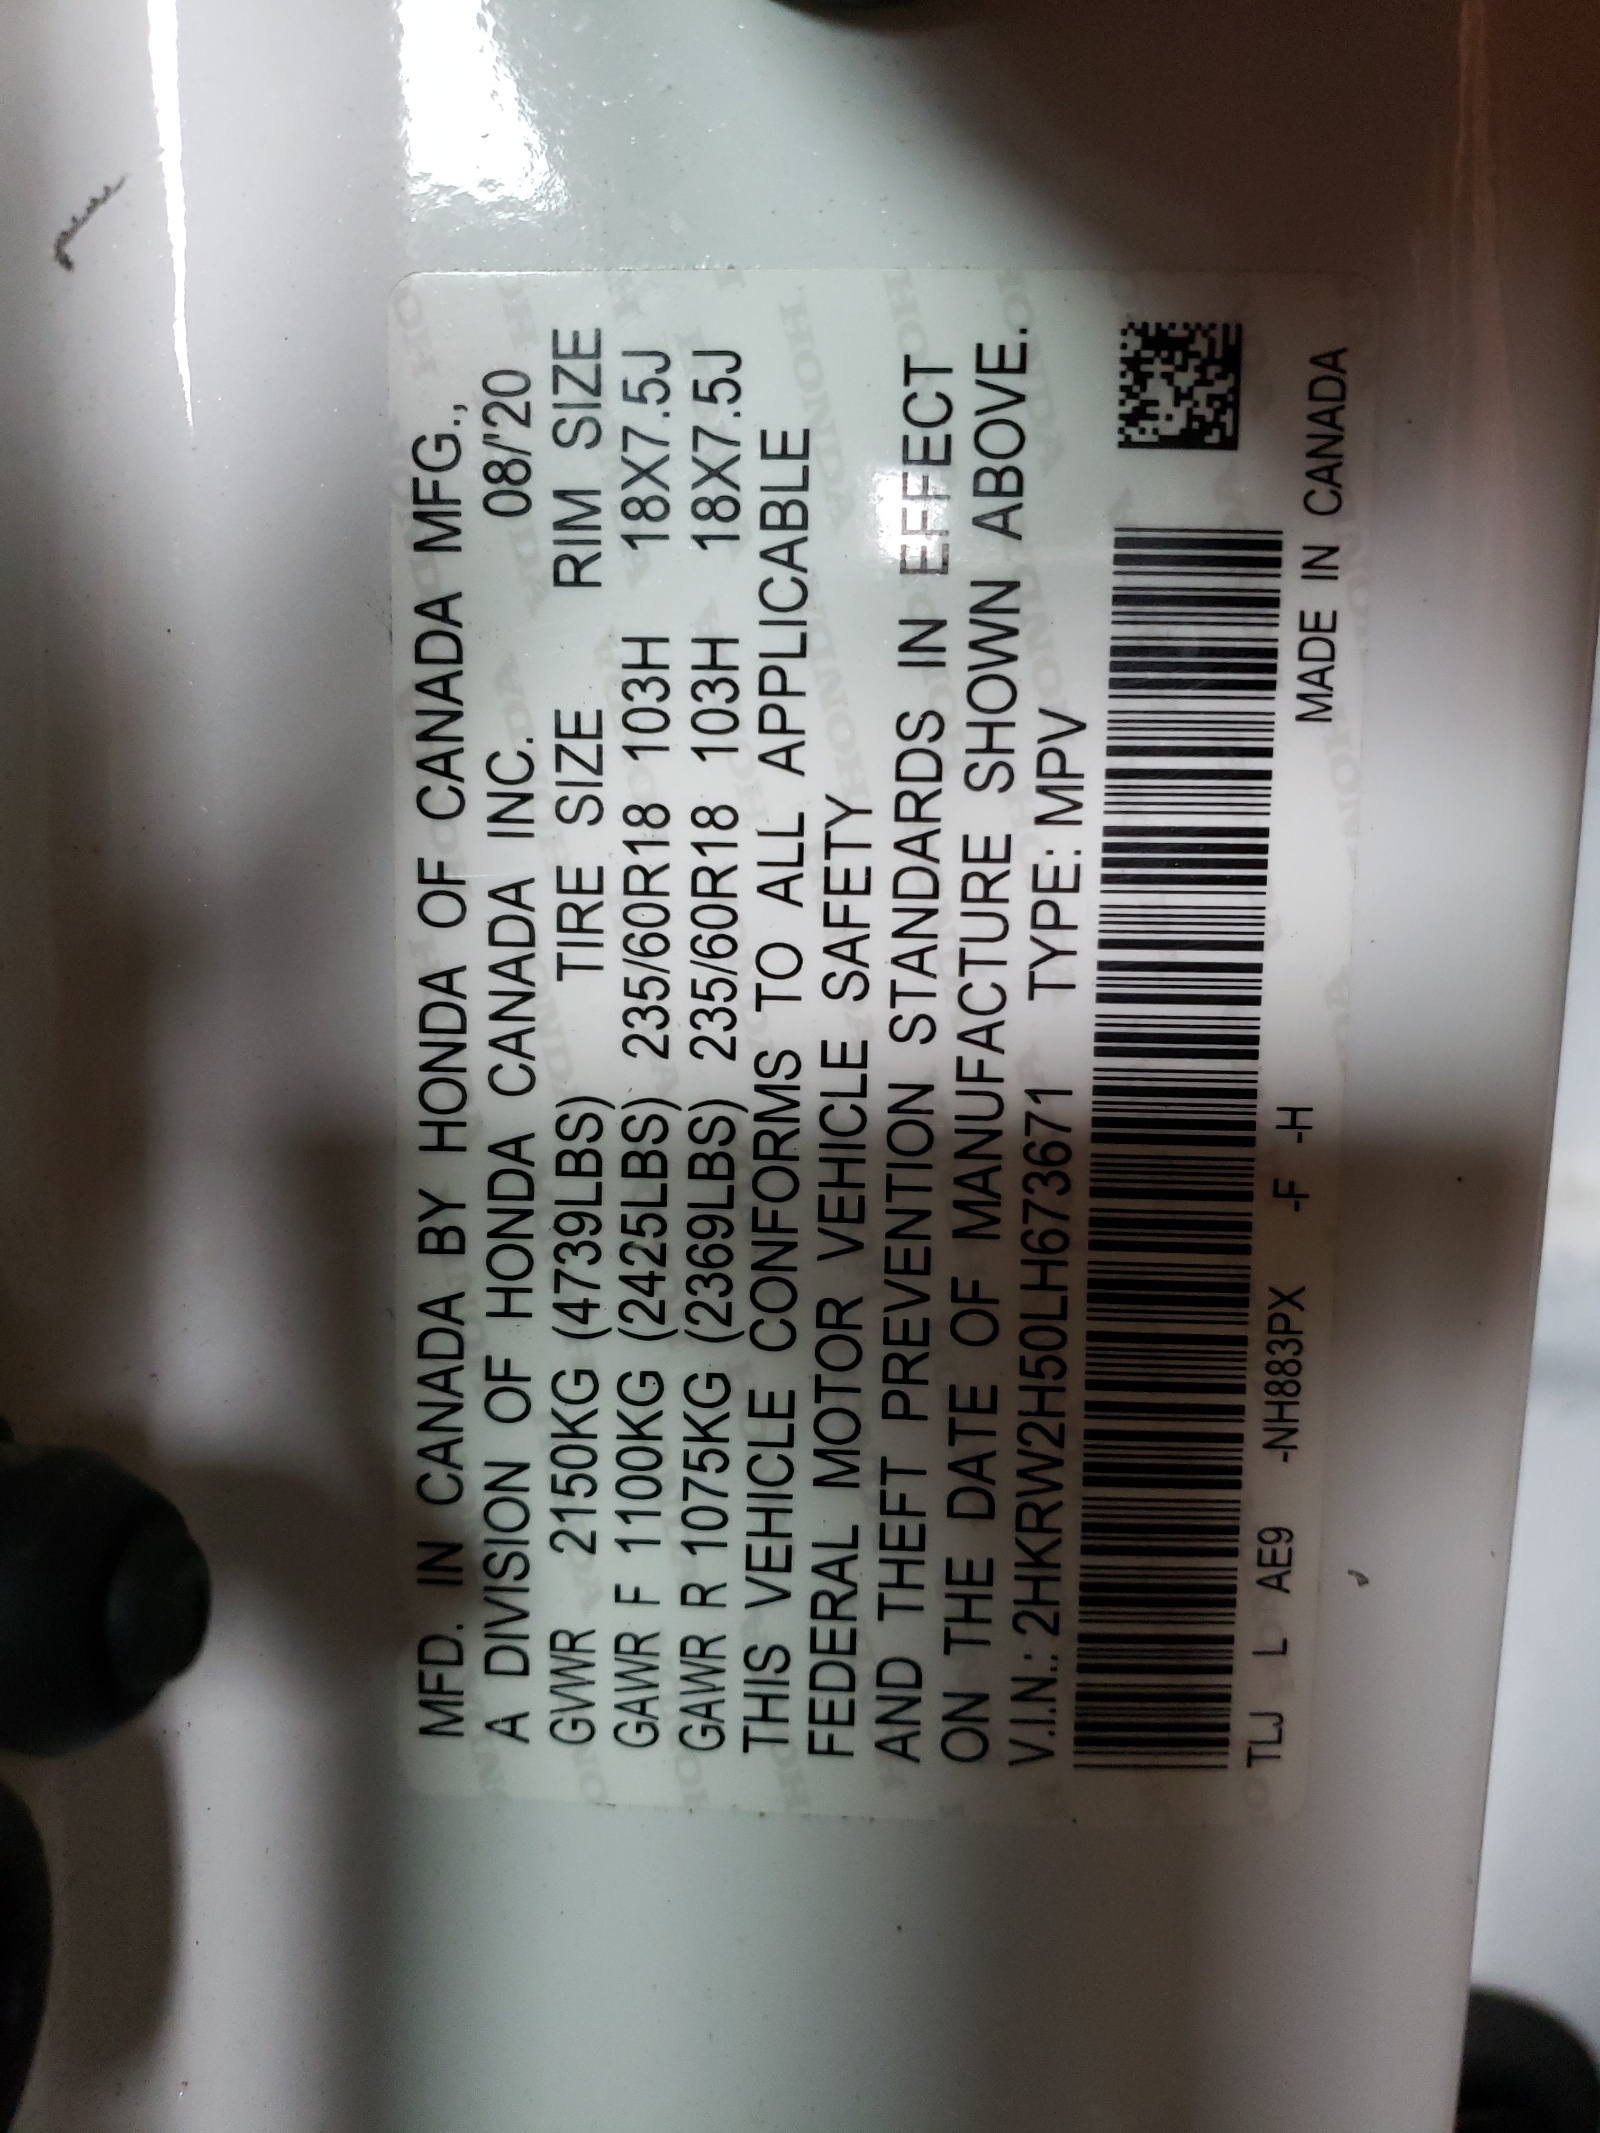 MFD. IN CANADA BY HONDA OF CANADA MFG.,
A DIVISION OF HONDA CANADA INC. 08/'20
GVWR 2150KG (4739LBS) TIRE SIZE RIM SIZE
GAWR F 1100KG (2425LBS) 235/60R18 103H 18X7.5J
GAWR R 1075KG (2369LBS) 235/60R18 103H 18X7.5J
THIS VEHICLE CONFORMS TO ALL APPLICABLE
FEDERAL MOTOR VEHICLE SAFETY
AND THEFT PREVENTION STANDARDS IN EFFECT
ON THE DATE OF MANUFACTURE SHOWN ABOVE.
V.I.N.: 2HKRW2H50LH673671 TYPE: MPV
TLJ L AE9 -NH883PX -F -H MADE IN CANADA